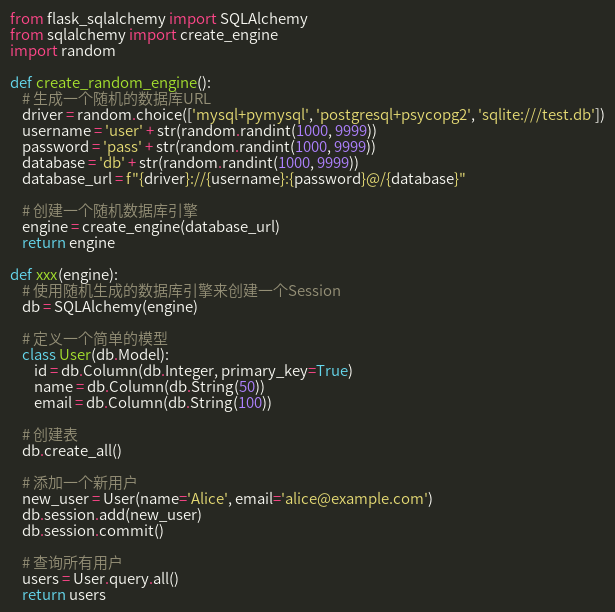 from flask_sqlalchemy import SQLAlchemy
from sqlalchemy import create_engine
import random

def create_random_engine():
    # 生成一个随机的数据库URL
    driver = random.choice(['mysql+pymysql', 'postgresql+psycopg2', 'sqlite:///test.db'])
    username = 'user' + str(random.randint(1000, 9999))
    password = 'pass' + str(random.randint(1000, 9999))
    database = 'db' + str(random.randint(1000, 9999))
    database_url = f"{driver}://{username}:{password}@/{database}"

    # 创建一个随机数据库引擎
    engine = create_engine(database_url)
    return engine

def xxx(engine):
    # 使用随机生成的数据库引擎来创建一个Session
    db = SQLAlchemy(engine)

    # 定义一个简单的模型
    class User(db.Model):
        id = db.Column(db.Integer, primary_key=True)
        name = db.Column(db.String(50))
        email = db.Column(db.String(100))

    # 创建表
    db.create_all()

    # 添加一个新用户
    new_user = User(name='Alice', email='alice@example.com')
    db.session.add(new_user)
    db.session.commit()

    # 查询所有用户
    users = User.query.all()
    return users